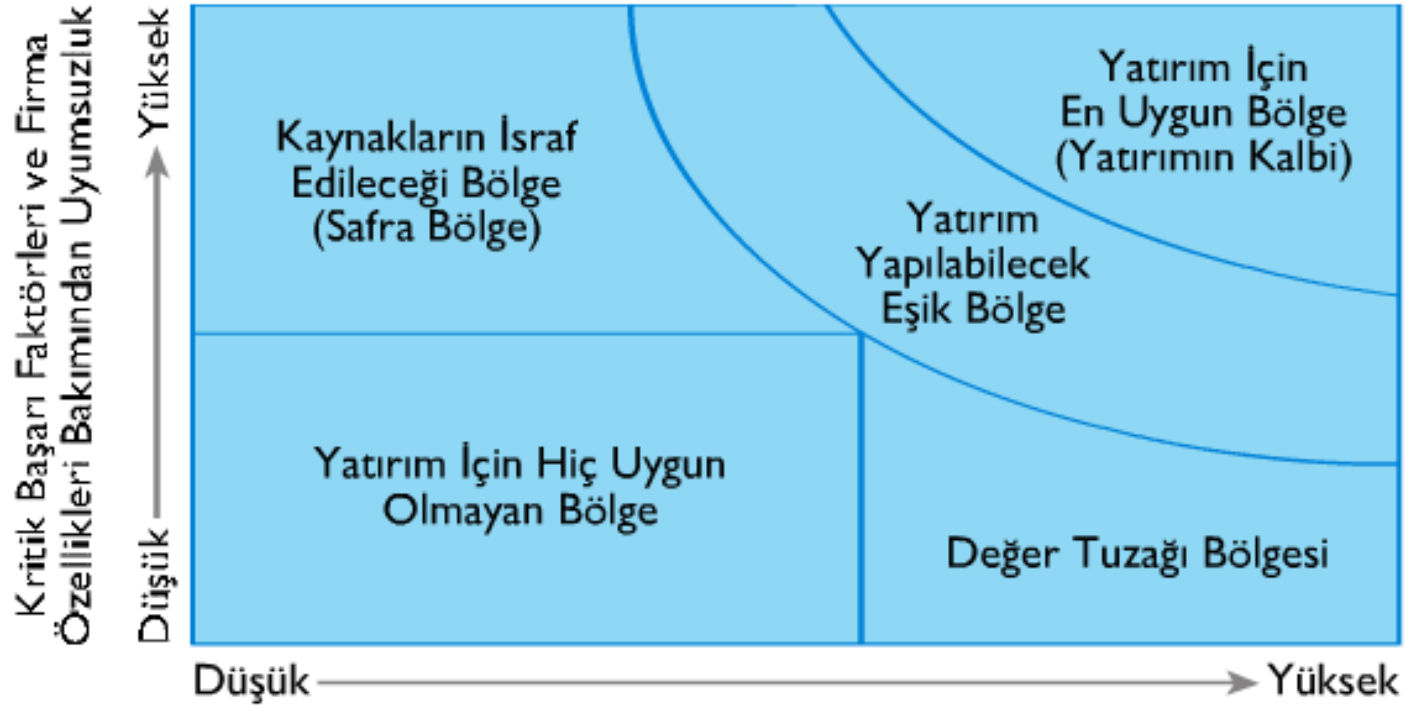 Kritik Başarı Faktörleri ve Firma
Özellikleri Bakımından Uyumsuzluk
Düşük
Yüksek
Kaynakların İsraf
Edileceği Bölge
(Safra Bölge)
Yatırım İçin
En Uygun Bölge
(Yatırımın Kalbi)
Yatırım
Yapılabilecek
Eşik Bölge
Yatırım İçin Hiç Uygun
Olmayan Bölge
Değer Tuzağı Bölgesi
Düşük
Yüksek